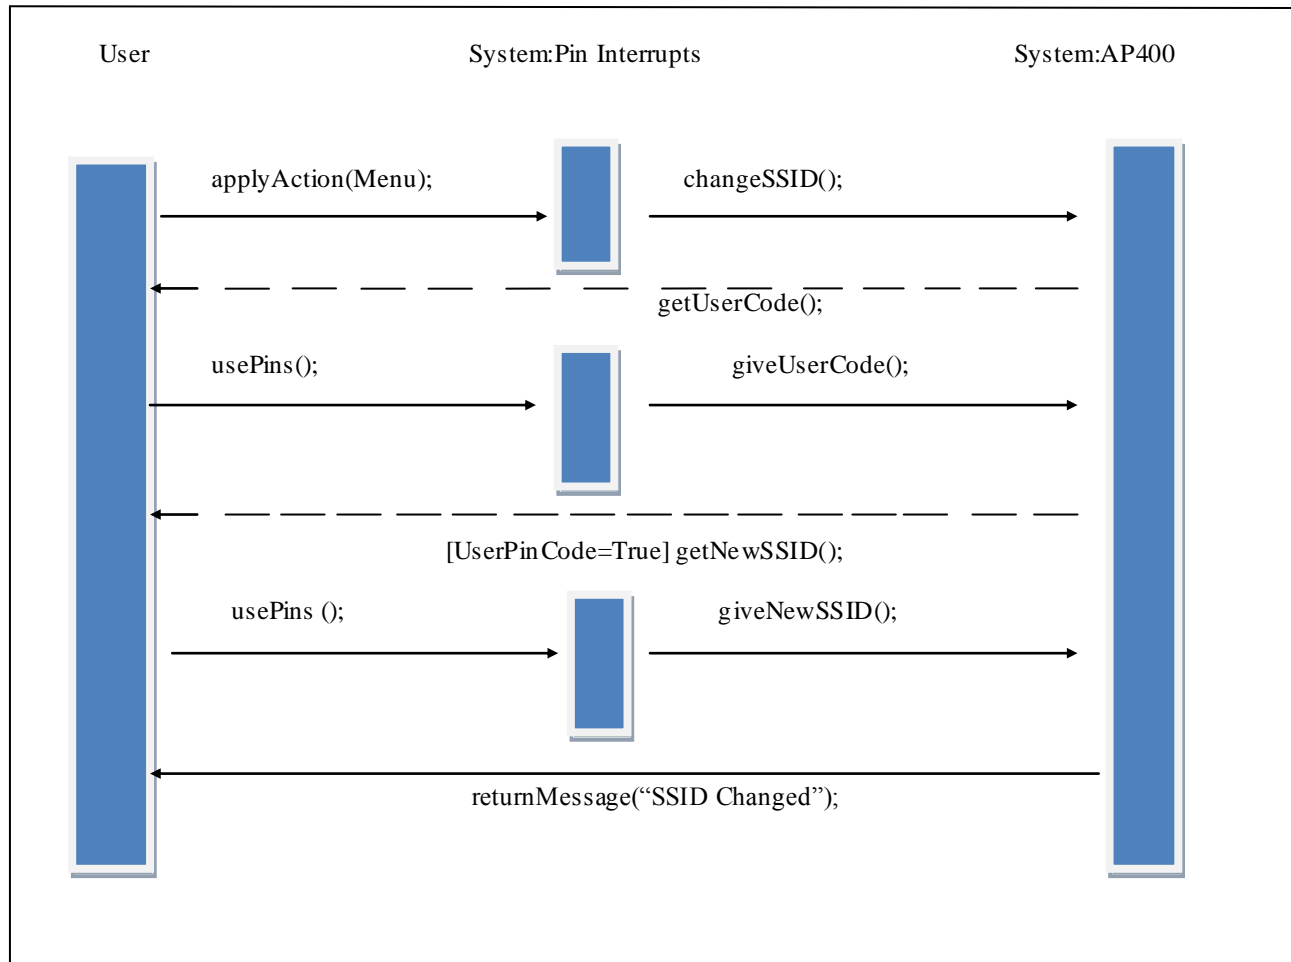 User
System:Pin Interrupts
System:AP400
applyAction(Menu);
changeSSID();
getUserCode();
usePins();
giveUserCode();
[UserPinCode=True] getNewSSID();
usePins ();
giveNewSSID();
returnMessage(“SSID Changed”);